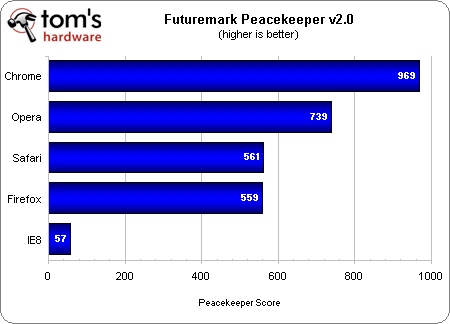 tom's
hardware
Futuremark Peacekeeper v2.0
(higher is better)
Chrome 969
Opera 739
Safari 561
Firefox 559
IE8 57
0 200 400 600 800 1000
Peacekeeper Score